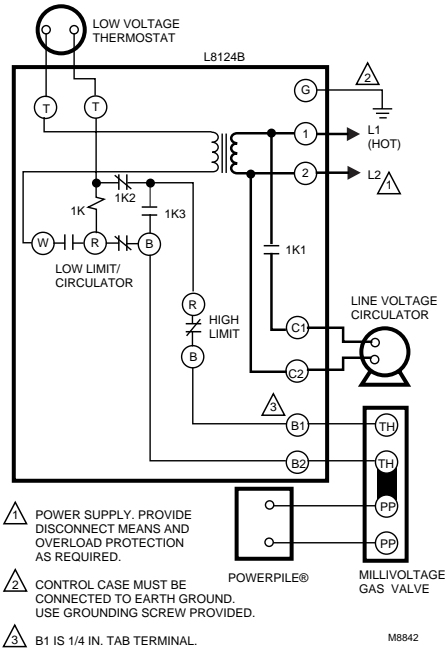 LOW VOLTAGE
THERMOSTAT
L8124B
2
T
T
G
1
L1
(HOT)
2
L2
1
1K2
1K
1K3
1K1
W
R
B
LOW LIMIT/
CIRCULATOR
R
HIGH
LIMIT
B
LINE VOLTAGE
CIRCULATOR
C1
C2
3
B1
TH
B2
TH
PP
PP
POWERPILE®
MILLIVOLTAGE
GAS VALVE
1 POWER SUPPLY. PROVIDE
DISCONNECT MEANS AND
OVERLOAD PROTECTION
AS REQUIRED.
2 CONTROL CASE MUST BE
CONNECTED TO EARTH GROUND.
USE GROUNDING SCREW PROVIDED.
3 B1 IS 1/4 IN. TAB TERMINAL.
M8842